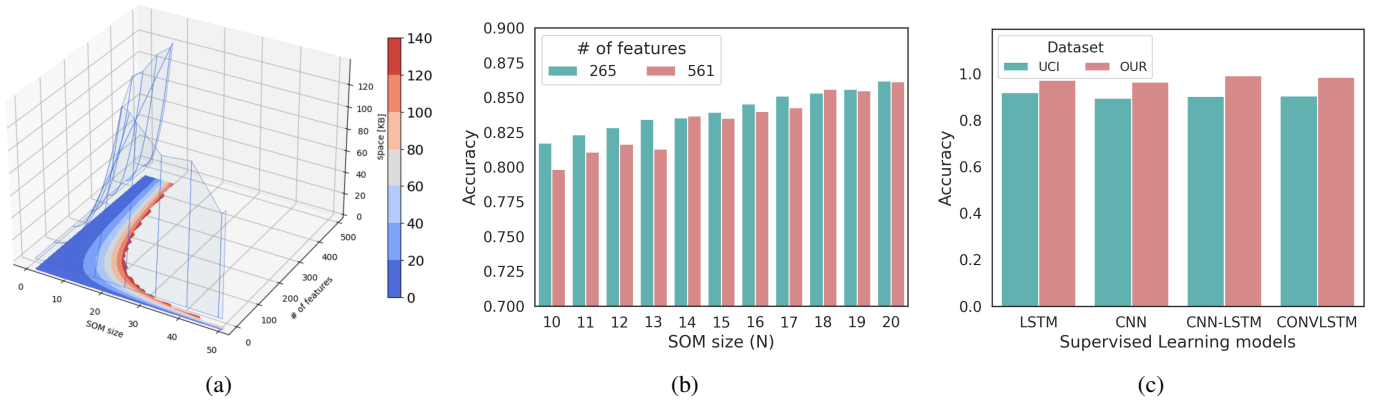 140
120
100
80
60
40
20
0
120
100
80
60
40
20
0
space [KB]
500
400
300
200
100
0
# of features
0
10
20
30
40
50
SOM size
(a)
# of features
265 561
0.900
0.875
0.850
0.825
0.800
0.775
0.750
0.725
0.700
Accuracy
10 11 12 13 14 15 16 17 18 19 20
SOM size (N)
(b)
Dataset
UCI OUR
1.0
0.8
0.6
0.4
0.2
0.0
Accuracy
LSTM CNN CNN-LSTM CONVLSTM
Supervised Learning models
(c)